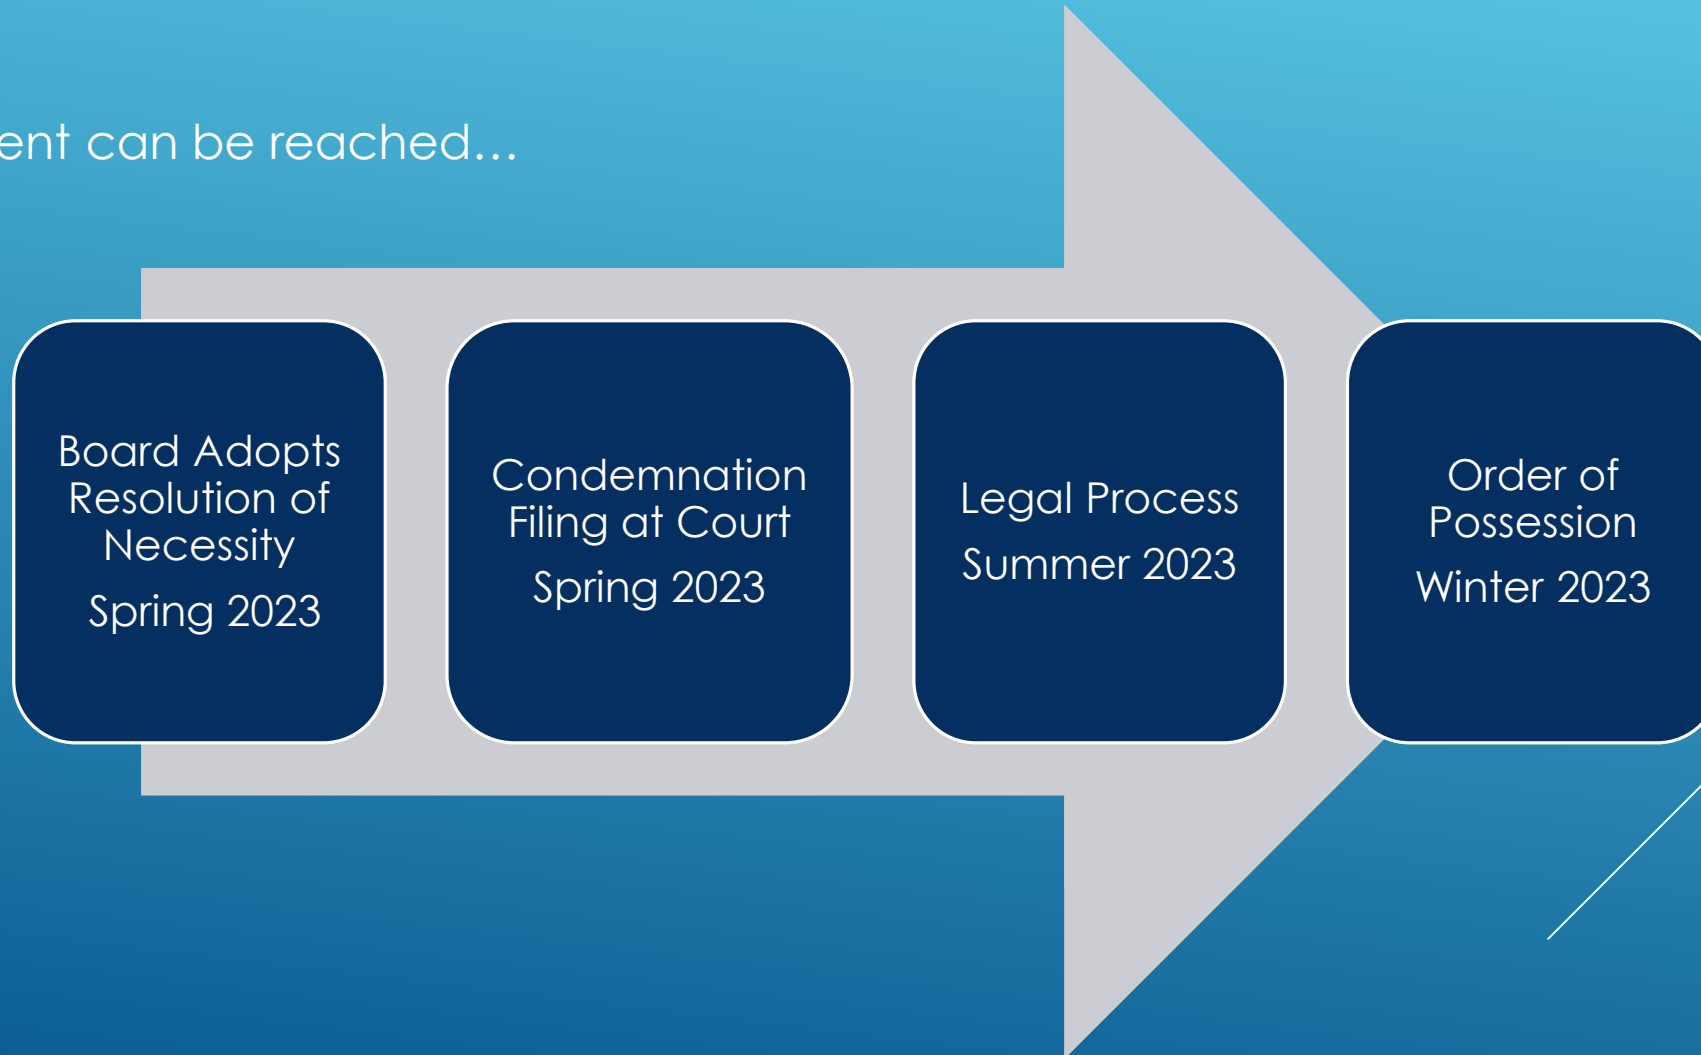 ent can be reached…
Board Adopts
Resolution of
Necessity
Spring 2023
Condemnation
Filing at Court
Spring 2023
Legal Process
Summer 2023
Order of
Possession
Winter 2023